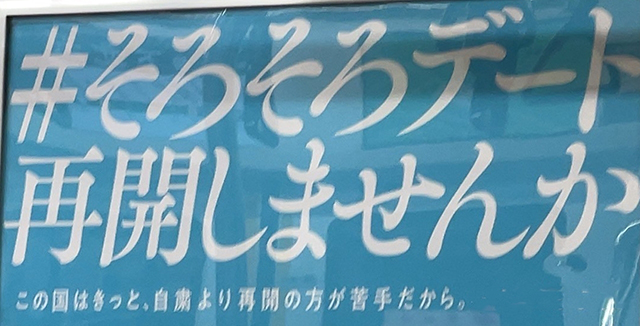 #そろそろデート
再開しませんか
この国はきっと、自粛より再開の方が苦手だから。